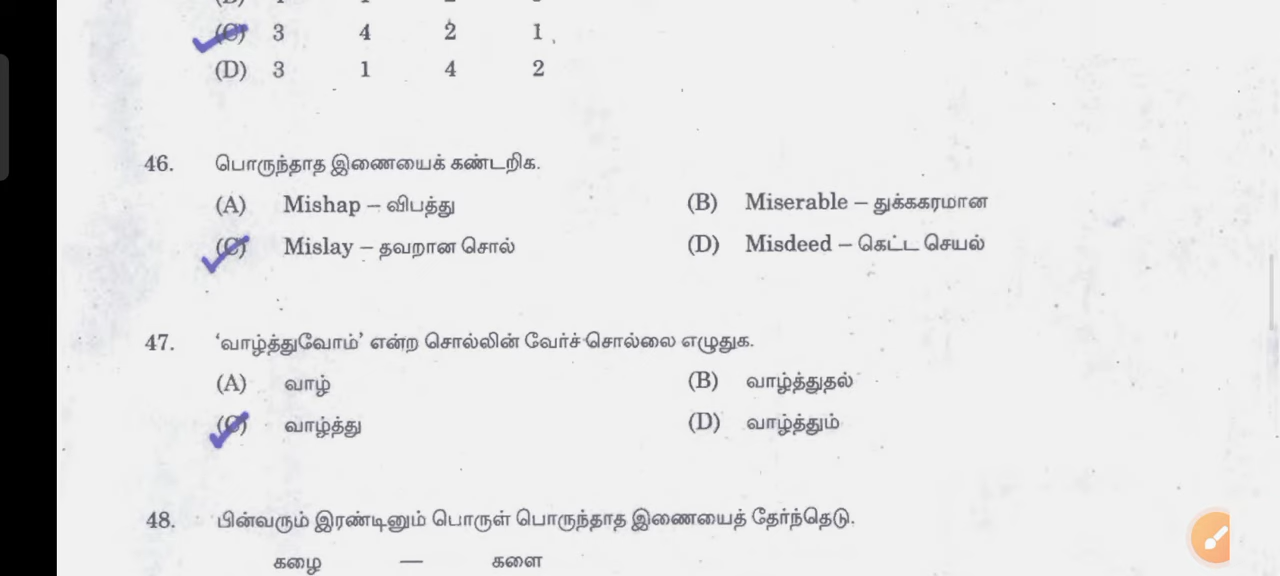 (C) 3 4 2 1
(D) 3 1 4 2
46. பொருந்தாத இணையைக் கண்டறிக.
(A) Mishap – விபத்து (B) Miserable – துக்ககரமான
(C) Mislay – தவறான சொல் (D) Misdeed – கெட்ட செயல்
47. ‘வாழ்த்துவோம்’ என்ற சொல்லின் வேர்ச் சொல்லை எழுதுக.
(A) வாழ் (B) வாழ்த்துதல்
(C) வாழ்த்து (D) வாழ்த்தும்
48. பின்வரும் இரண்டினும் பொருள் பொருந்தாத இணையைத் தேர்ந்தெடு.
கழை — களை